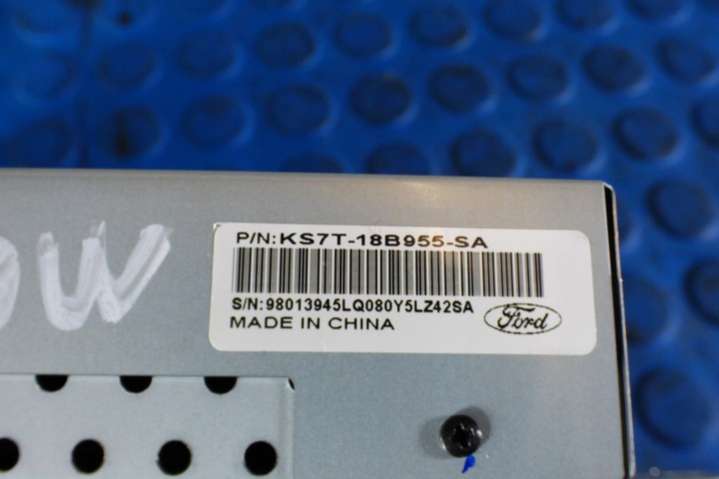 P/N:KS7T-18B955-SA
S/N:98013945LQ080Y5LZ42SA
MADE IN CHINA
Ford